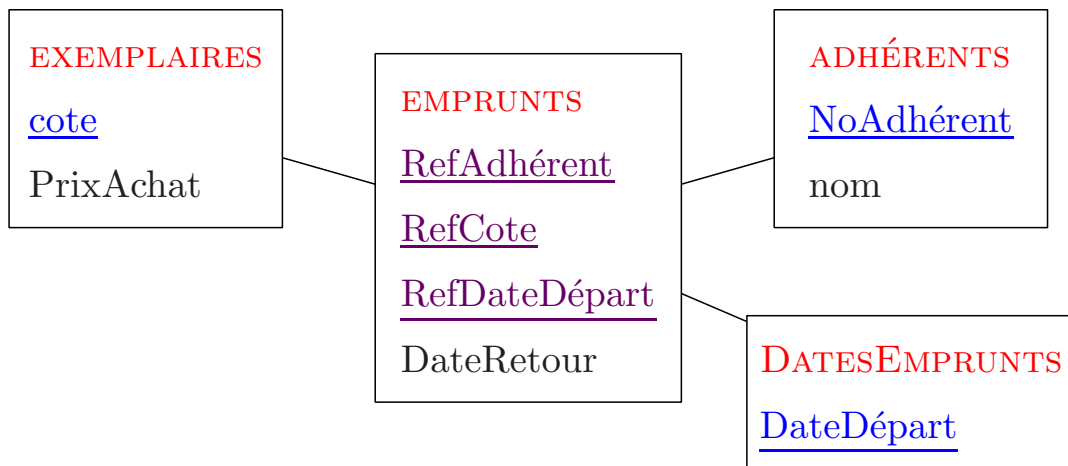 EXEMPLAIRES
cote
PrixAchat
EMPRUNTS
RefAdhérent
RefCote
RefDateDépart
DateRetour
ADHÉRENTS
NoAdhérent
nom
DATESEMPRUNTS
DateDépart